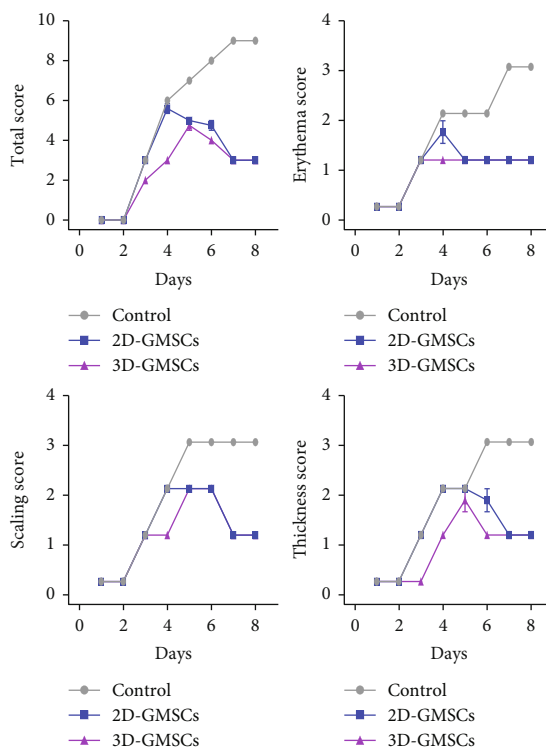 Total score
10
8
6
4
2
0
0 2 4 6 8
Days
Control
2D-GMSCs
3D-GMSCs
Erythema score
4
3
2
1
0
0 2 4 6 8
Days
Control
2D-GMSCs
3D-GMSCs
Scaling score
4
3
2
1
0
0 2 4 6 8
Days
Control
2D-GMSCs
3D-GMSCs
Thickness score
4
3
2
1
0
0 2 4 6 8
Days
Control
2D-GMSCs
3D-GMSCs